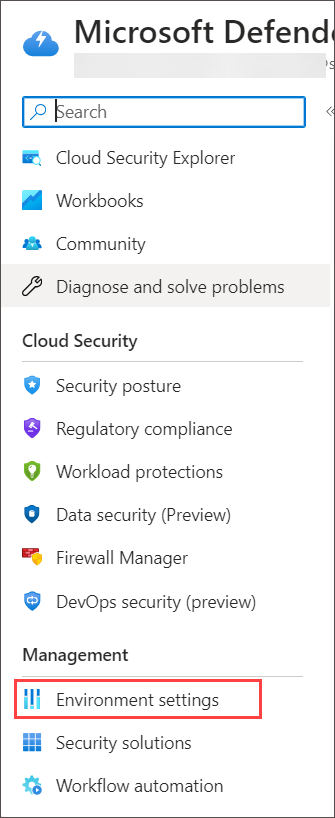 Microsoft Defende
Search
Cloud Security Explorer
Workbooks
Community
Diagnose and solve problems
Cloud Security
Security posture
Regulatory compliance
Workload protections
Data security (Preview)
Firewall Manager
DevOps security (preview)
Management
Environment settings
Security solutions
Workflow automation